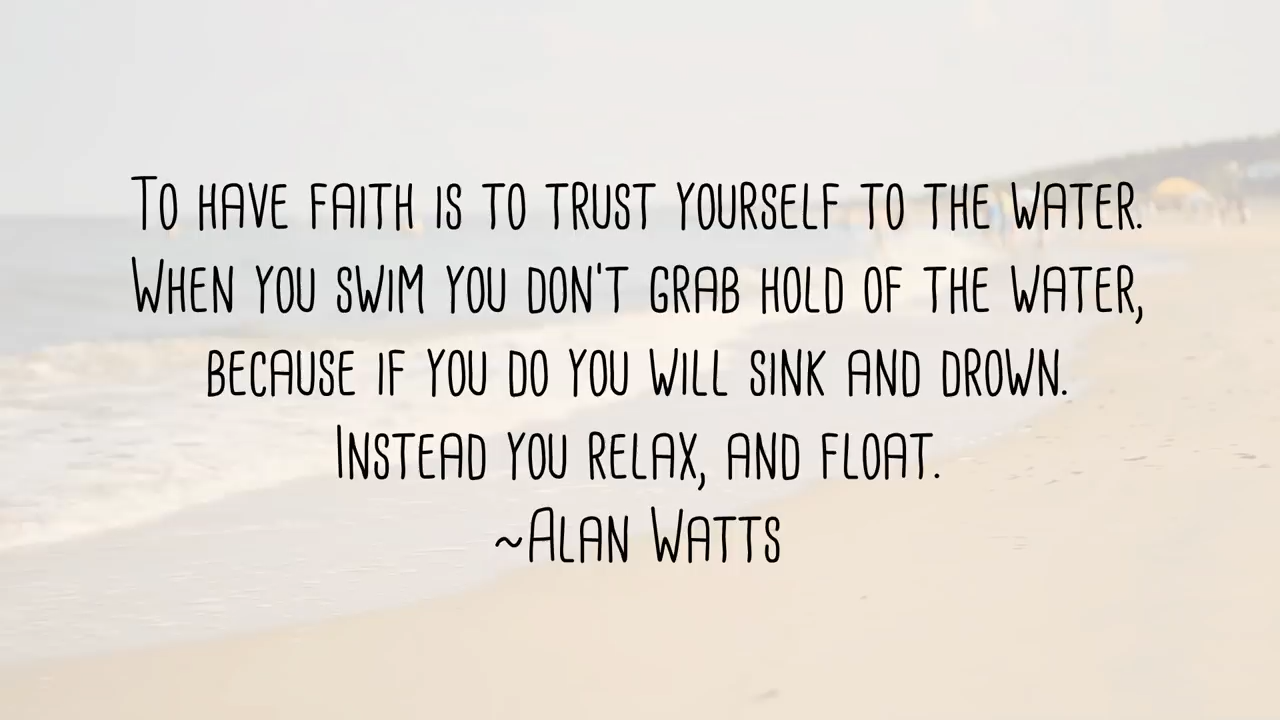 To have faith is to trust yourself to the water.
When you swim you don't grab hold of the water,
because if you do you will sink and drown.
Instead you relax, and float.
~Alan Watts